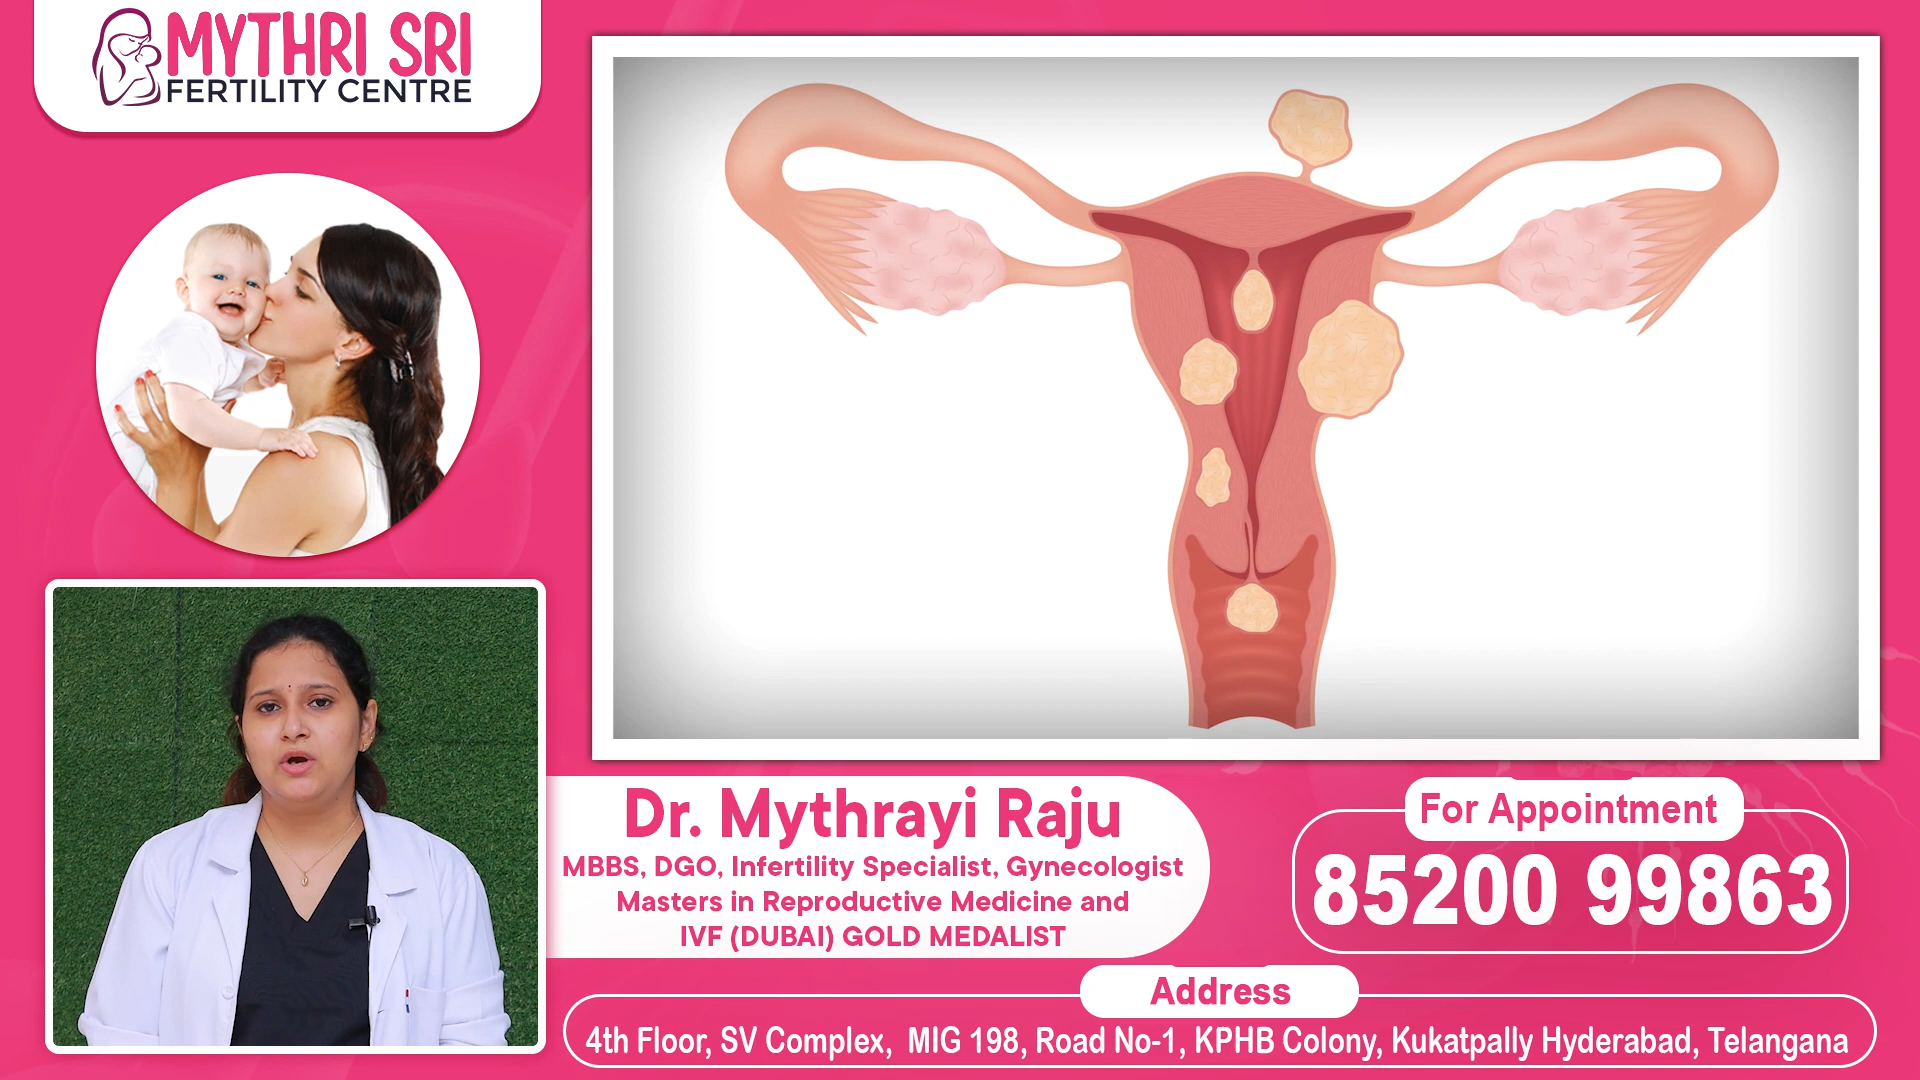 MYTHRI SRI
FERTILITY CENTRE
Dr. Mythrayi Raju
MBBS, DGO, Infertility Specialist, Gynecologist
Masters in Reproductive Medicine and
IVF (DUBAI) GOLD MEDALIST
For Appointment
85200 99863
Address
4th Floor, SV Complex, MIG 198, Road No-1, KPHB Colony, Kukatpally Hyderabad, Telangana